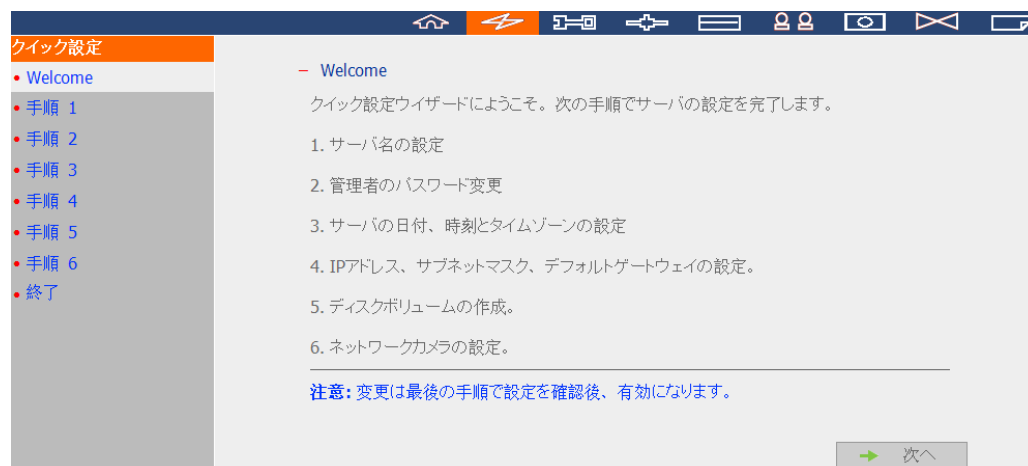 クイック設定
• Welcome
• 手順 1
• 手順 2
• 手順 3
• 手順 4
• 手順 5
• 手順 6
• 終了
− Welcome
クイック設定ウィザードにようこそ。次の手順でサーバの設定を完了します。
1. サーバ名の設定
2. 管理者のパスワード変更
3. サーバの日付、時刻とタイムゾーンの設定
4. IPアドレス、サブネットマスク、デフォルトゲートウェイの設定。
5. ディスクボリュームの作成。
6. ネットワークカメラの設定。
注意: 変更は最後の手順で設定を確認後、有効になります。
次へ